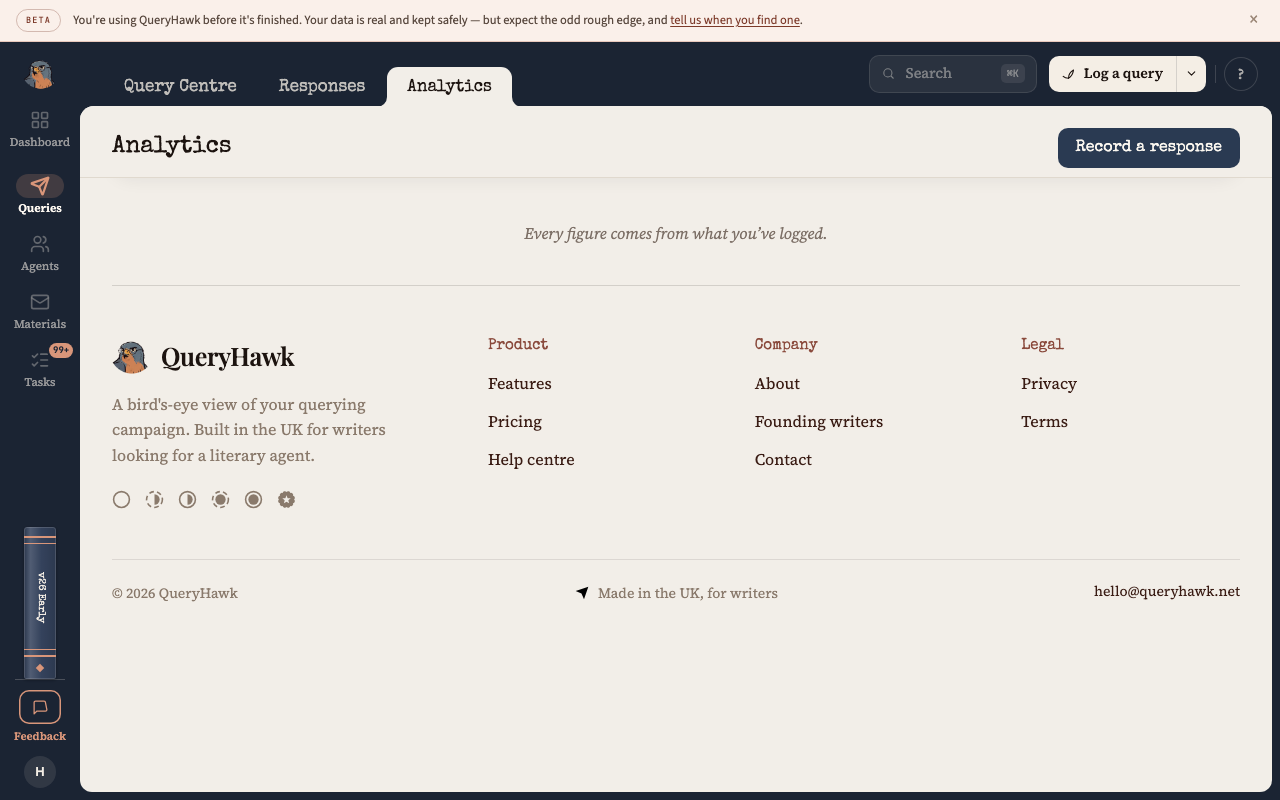 BETA
You're using QueryHawk before it's finished. Your data is real and kept safely — but expect the odd rough edge, and tell us when you find one.
×
Query Centre
Responses
Analytics
Search
⌘K
Log a query
?
Dashboard
Queries
Agents
Materials
99+
Tasks
v26 Early
Feedback
H
Analytics
Record a response
Every figure comes from what you’ve logged.
QueryHawk
A bird's-eye view of your querying
campaign. Built in the UK for writers
looking for a literary agent.
Product
Features
Pricing
Help centre
Company
About
Founding writers
Contact
Legal
Privacy
Terms
© 2026 QueryHawk
Made in the UK, for writers
hello@queryhawk.net